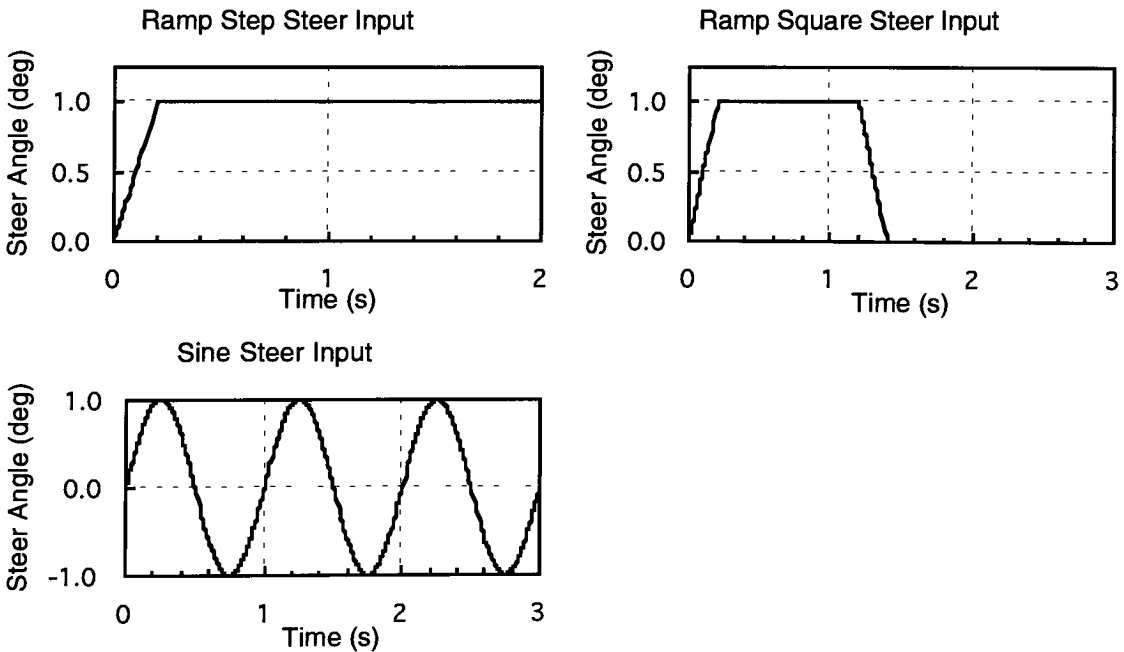 Ramp Step Steer Input
Steer Angle (deg)
1.0
0.5
0.0
0 1 2
Time (s)
Ramp Square Steer Input
Steer Angle (deg)
1.0
0.5
0.0
0 1 2 3
Time (s)
Sine Steer Input
Steer Angle (deg)
1.0
0.0
-1.0
0 1 2 3
Time (s)